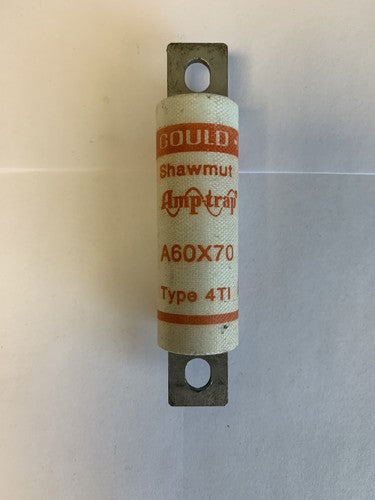 GOULD
Shawmut
Amp-trap
A60X70
Type 4TI